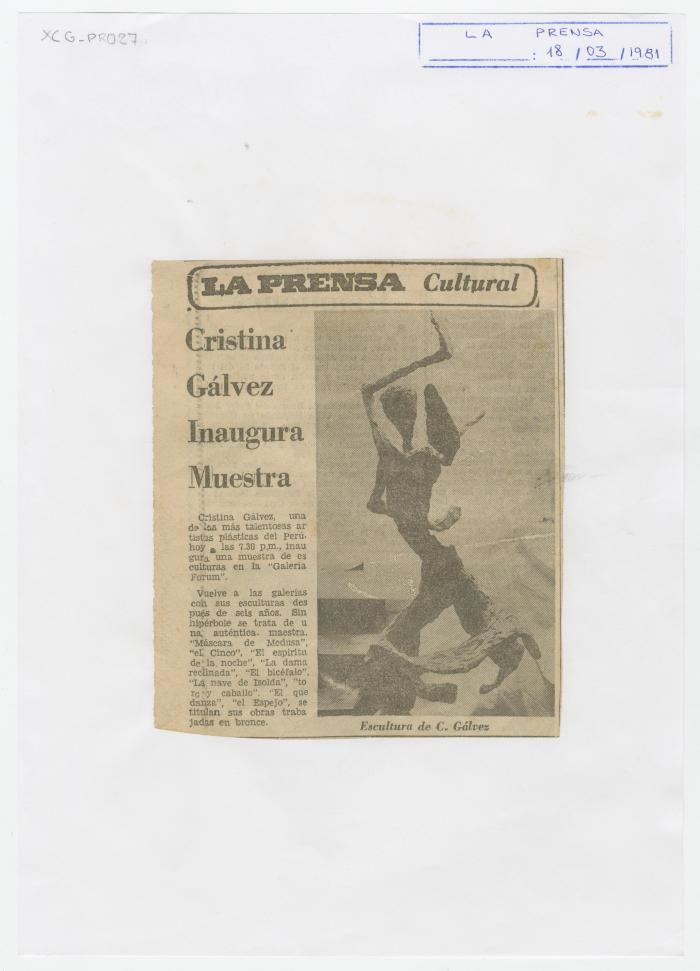 XCG-PR027
LA PRENSA
: 18 / 03 / 1981
LA PRENSA Cultural
Cristina
Gálvez
Inaugura
Muestra
Cristina Gálvez, una
de las más talentosas ar
tistas plásticas del Perú,
hoy a las 7.30 p.m., inau
gura una muestra de es
culturas en la "Galería
Forum".
Vuelve a las galerías
con sus esculturas des
pués de seis años. Sin
hipérbole se trata de u
na auténtica maestra.
"Máscara de Medusa",
"el Cinco", "El espíritu
de la noche", "La dama
reclinada", "El bicéfalo",
"La nave de Isolda", "to
ro y caballo". "El que
danza", "el Espejo", se
titulan sus obras traba
jadas en bronce.
Escultura de C. Gálvez